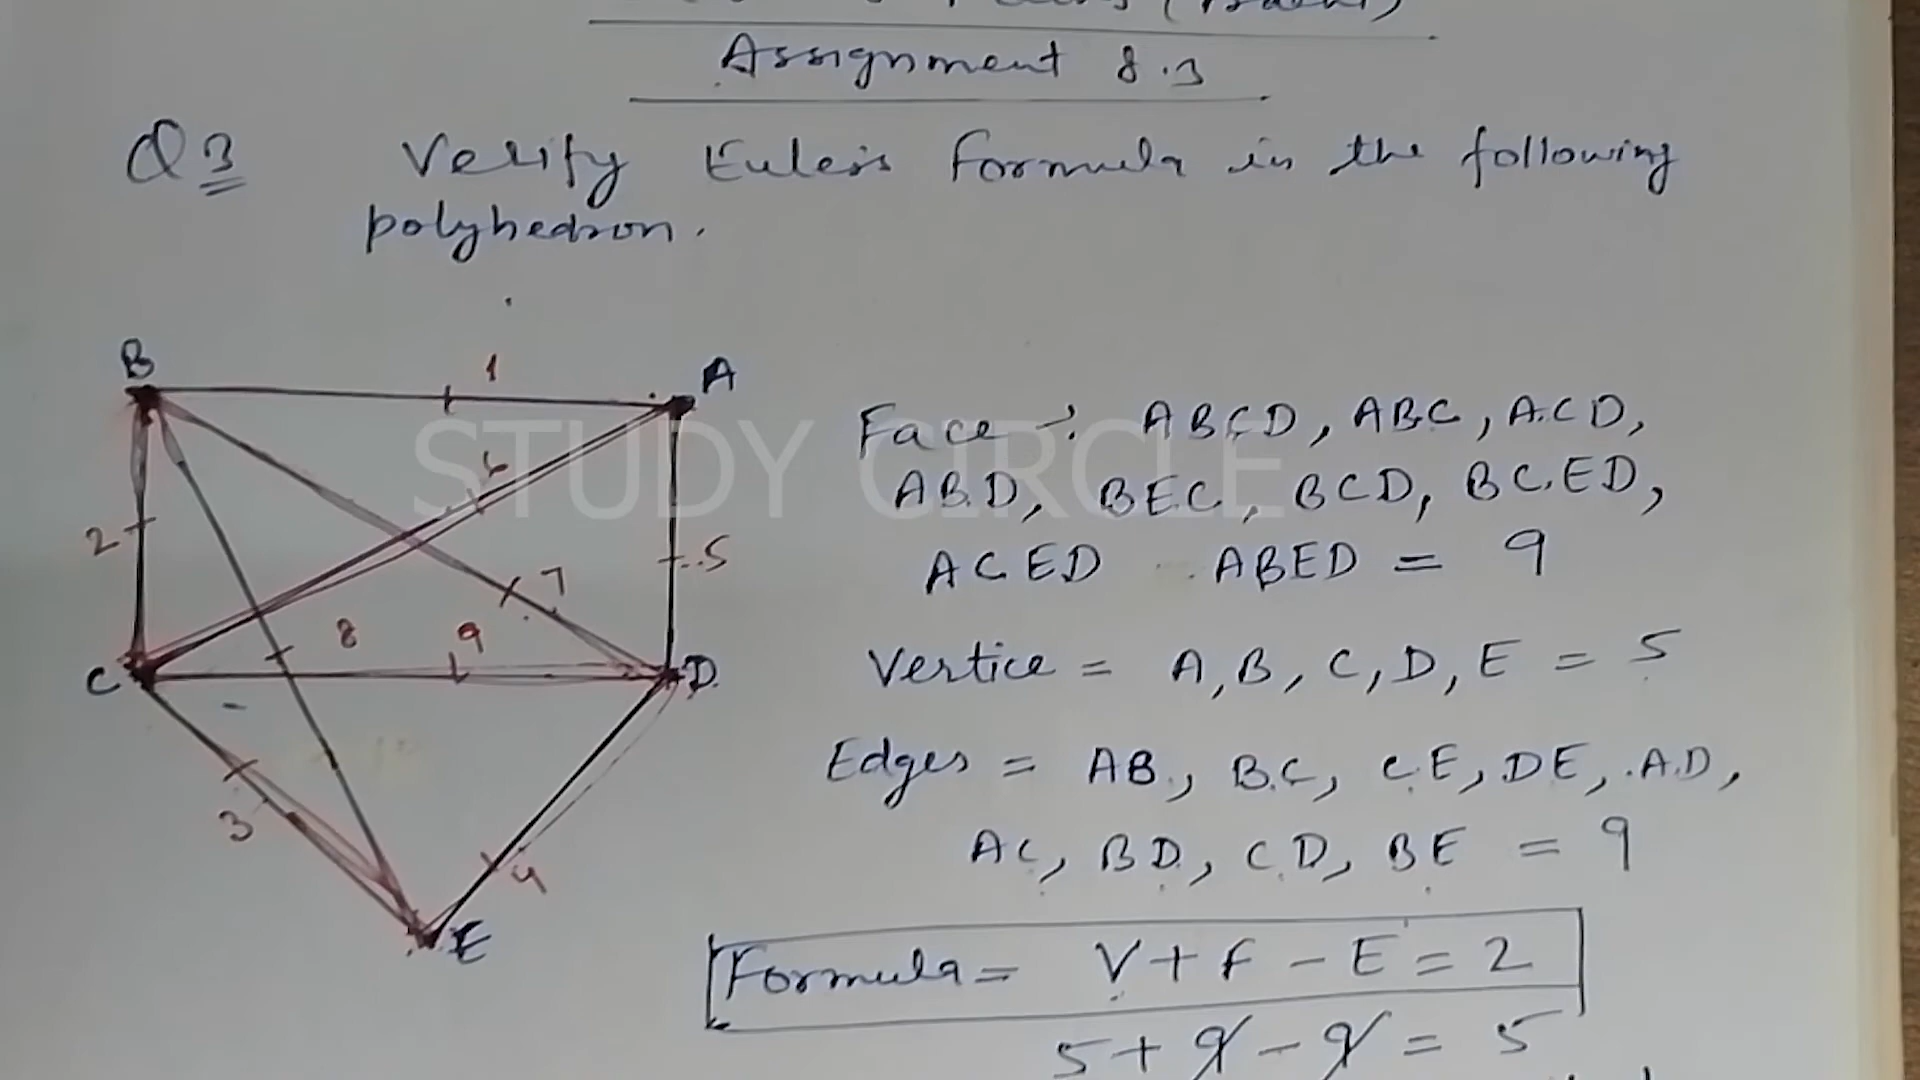 Assignment 8.3
Q3 Verify Euler's formula in the following
polyhedron.
B
1
A
STUDY CIRCLE
Face :- ABCD, ABC, ACD,
6
ABD, BEC, BCD, BCED,
2
5
7
ACED ABED = 9
8
9
C
D
Vertice = A, B, C, D, E = 5
Edges = AB, BC, CE, DE, AD,
3
4
AC, BD, CD, BE = 9
E
Formula = V + F - E = 2
5 + 9 - 9 = 5